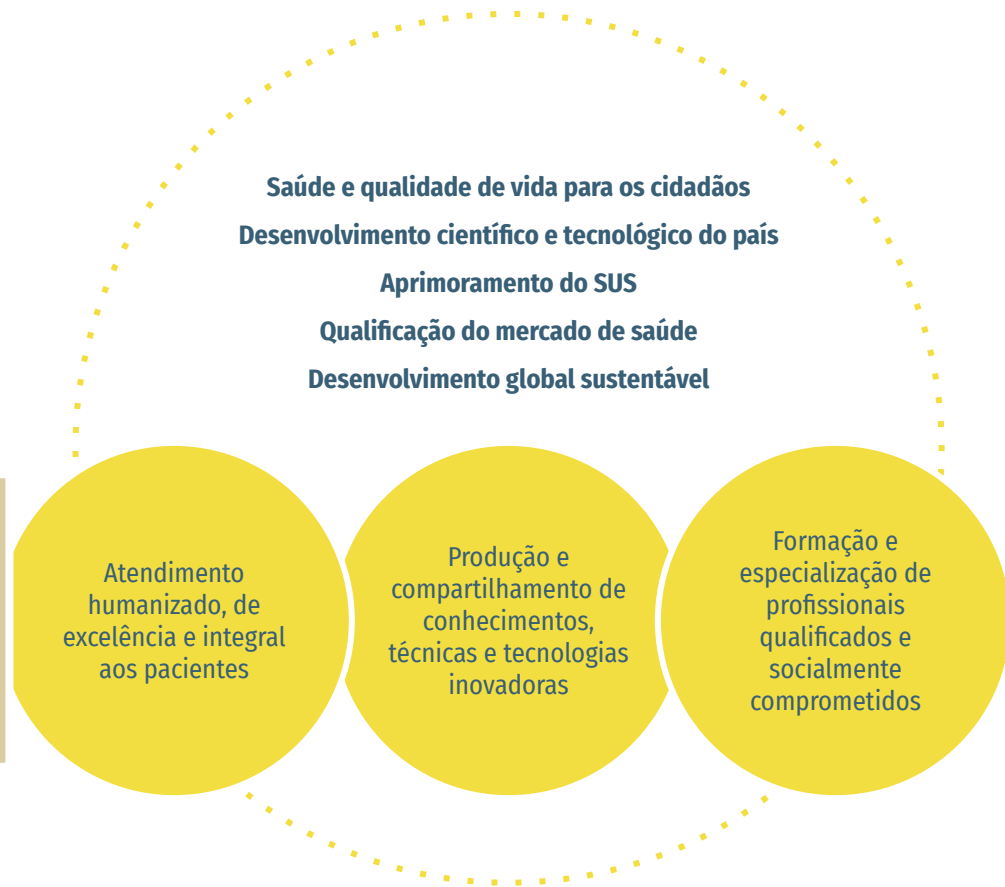 Saúde e qualidade de vida para os cidadãos
Desenvolvimento científico e tecnológico do país
Aprimoramento do SUS
Qualificação do mercado de saúde
Desenvolvimento global sustentável
Atendimento
humanizado, de
excelência e integral
aos pacientes
Produção e
compartilhamento de
conhecimentos,
técnicas e tecnologias
inovadoras
Formação e
especialização de
profissionais
qualificados e
socialmente
comprometidos